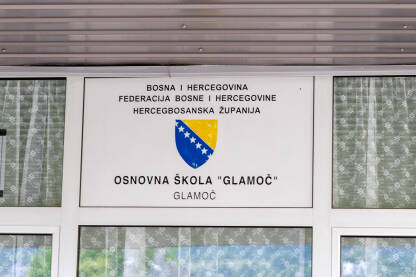 BOSNA I HERCEGOVINA
FEDERACIJA BOSNE I HERCEGOVINE
HERCEGBOSANSKA ŽUPANIJA
OSNOVNA ŠKOLA "GLAMOČ"
GLAMOČ